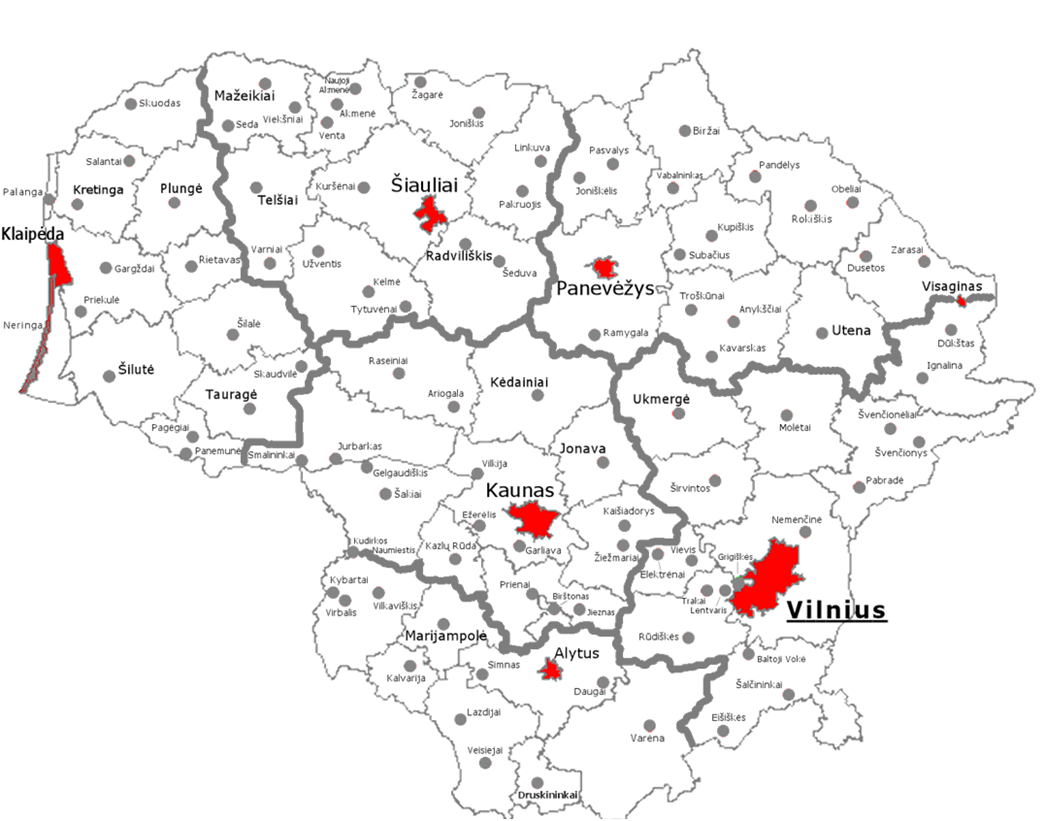 Mažeikiai
Naujoji
Akmenė
Žagarė
Skuodas
Seda
Viekšniai
Akmenė
Venta
Joniškis
Biržai
Linkuva
Pasvalys
Salantai
Pandėlys
Vabalninkas
Palanga
Kretinga
Plungė
Telšiai
Kuršėnai
Šiauliai
Joniškėlis
Obeliai
Pakruojis
Rokiškis
Klaipėda
Kupiškis
Radviliškis
Varniai
Užventis
Subačius
Zarasai
Gargždai
Rietavas
Šeduva
Dusetos
Kelmė
Panevėžys
Visaginas
Priekulė
Tytuvėnai
Troškūnai
Anykščiai
Neringa
Šilalė
Ramygala
Utena
Dūkštas
Kavarskas
Raseiniai
Ignalina
Šilutė
Skaudvilė
Kėdainiai
Tauragė
Ariogala
Ukmergė
Molėtai
Švenčionėliai
Pagėgiai
Panemunė
Smalininkai
Jurbarkas
Jonava
Švenčionys
Gelgaudiškis
Vilkija
Pabradė
Šakiai
Kaunas
Širvintos
Ežerėlis
Kaišiadorys
Nemenčinė
Kudirkos
Naumiestis
Kazlų Rūda
Garliava
Žiežmariai
Vievis
Grigiškės
Elektrėnai
Kybartai
Virbalis
Vilkaviškis
Prienai
Birštonas
Jieznas
Trakai
Lentvaris
Vilnius
Marijampolė
Rūdiškės
Alytus
Baltoji Vokė
Kalvarija
Simnas
Daugai
Šalčininkai
Lazdijai
Eišiškės
Varėna
Veisiejai
Druskininkai